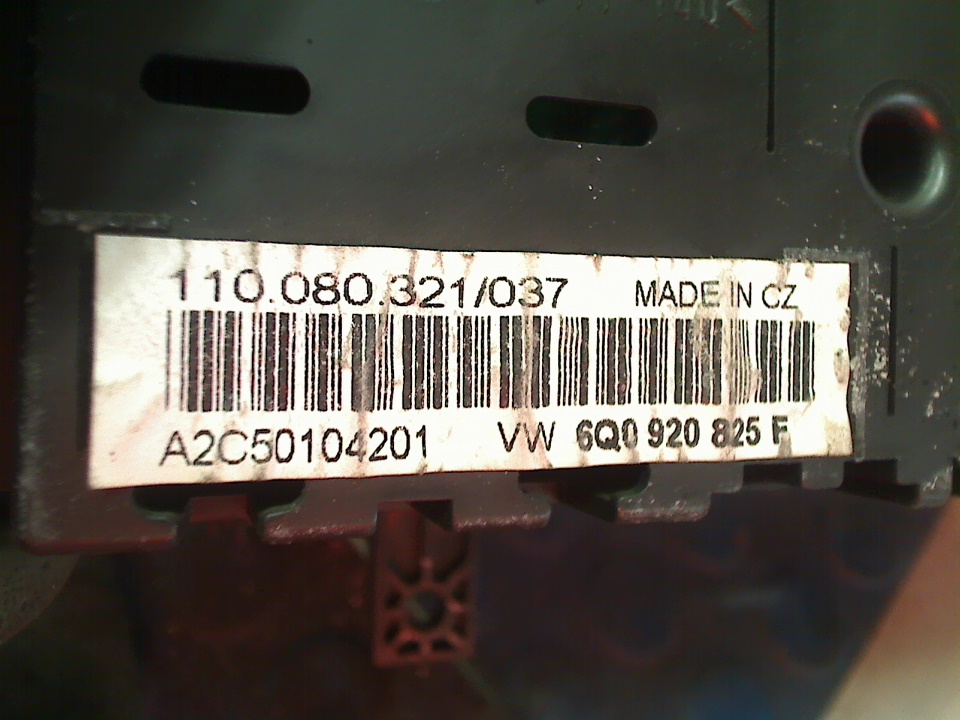 110.080.321/037 MADE IN CZ
A2C50104201 VW 6Q0 920 825 F